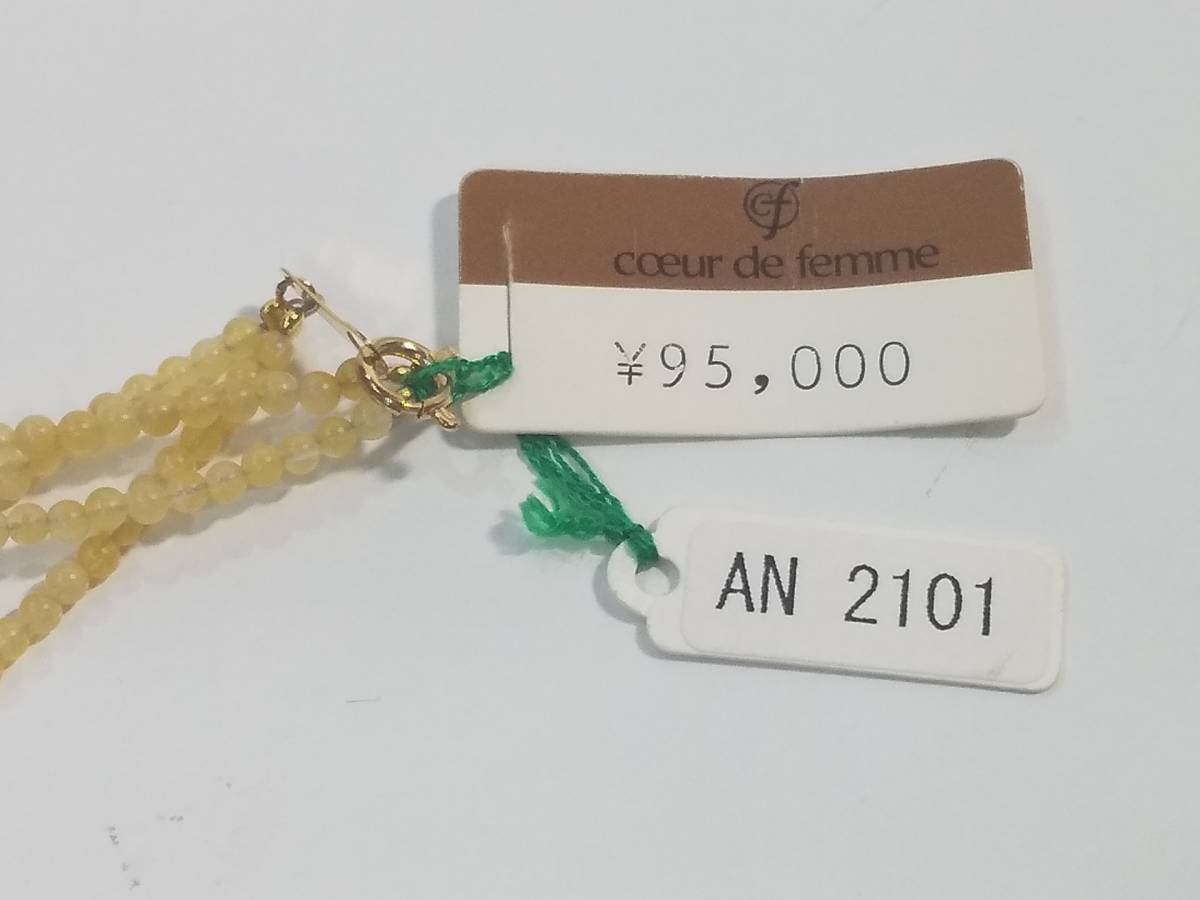 cf
cœur de femme
¥95,000
AN 2101